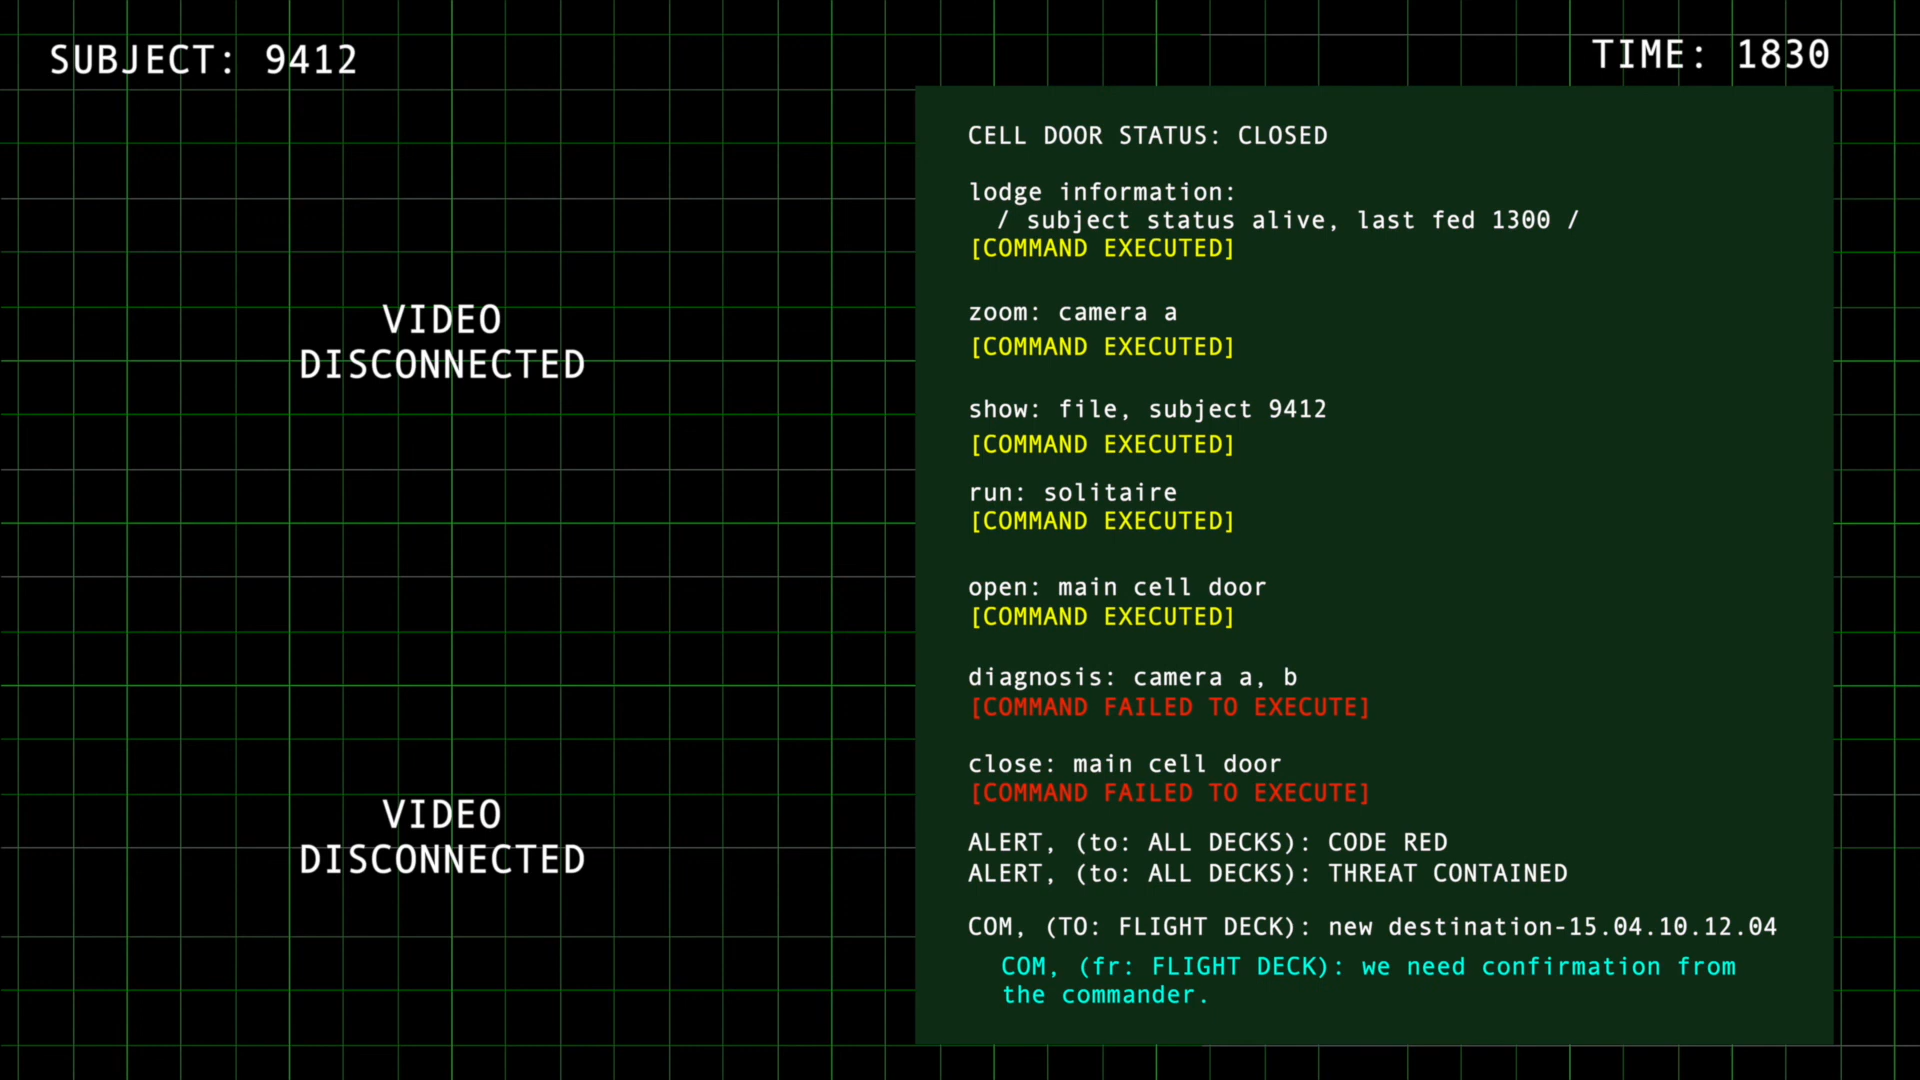 SUBJECT: 9412
TIME: 1830
VIDEO
DISCONNECTED
VIDEO
DISCONNECTED
CELL DOOR STATUS: CLOSED
lodge information:
/ subject status alive, last fed 1300 /
[COMMAND EXECUTED]
zoom: camera a
[COMMAND EXECUTED]
show: file, subject 9412
[COMMAND EXECUTED]
run: solitaire
[COMMAND EXECUTED]
open: main cell door
[COMMAND EXECUTED]
diagnosis: camera a, b
[COMMAND FAILED TO EXECUTE]
close: main cell door
[COMMAND FAILED TO EXECUTE]
ALERT, (to: ALL DECKS): CODE RED
ALERT, (to: ALL DECKS): THREAT CONTAINED
COM, (TO: FLIGHT DECK): new destination-15.04.10.12.04
COM, (fr: FLIGHT DECK): we need confirmation from
the commander.